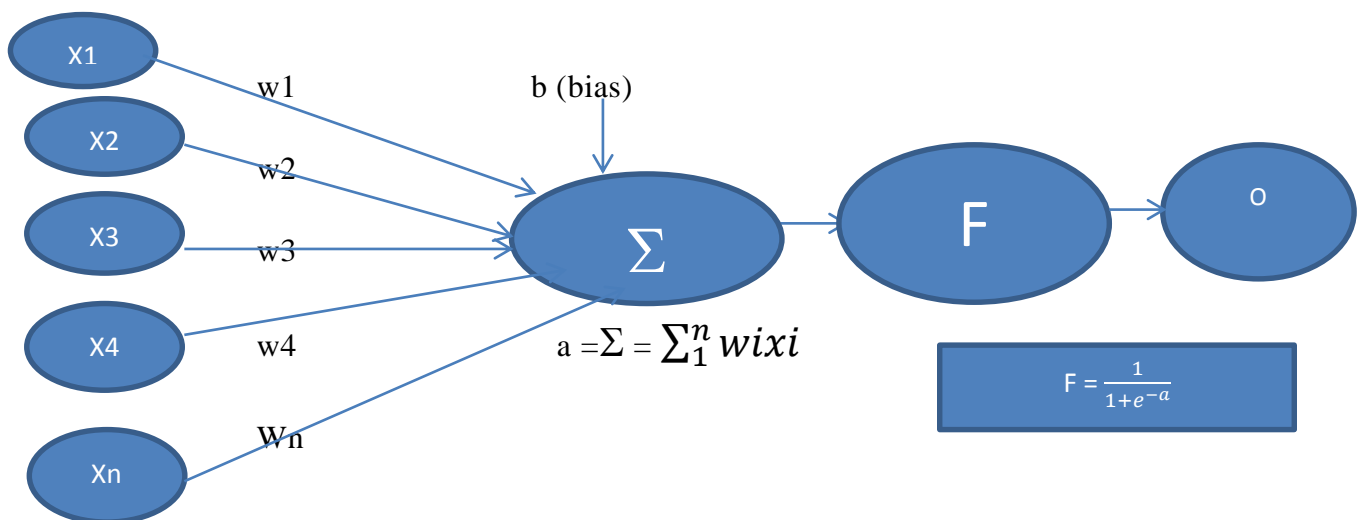 X1
w1
b (bias)
X2
w2
X3
w3
X4
w4
Xn
Wn
Σ
a =Σ = ∑₁ⁿ wixi
F
O
F = 1/(1+e⁻ᵃ)